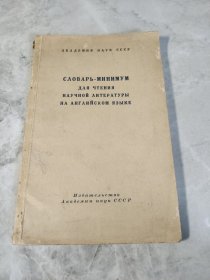 АКАДЕМИЯ НАУК СССР
СЛОВАРЬ-МИНИМУМ
ДЛЯ ЧТЕНИЯ
НАУЧНОЙ ЛИТЕРАТУРЫ
НА АНГЛИЙСКОМ ЯЗЫКЕ
Издательство
Академии наук СССР